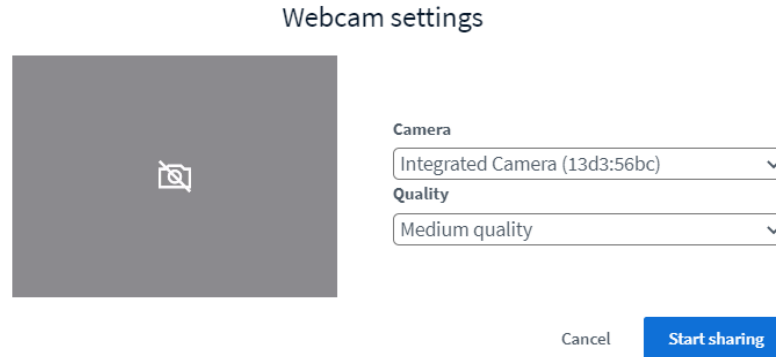 Webcam settings
Camera
Integrated Camera (13d3:56bc)
Quality
Medium quality
Cancel
Start sharing